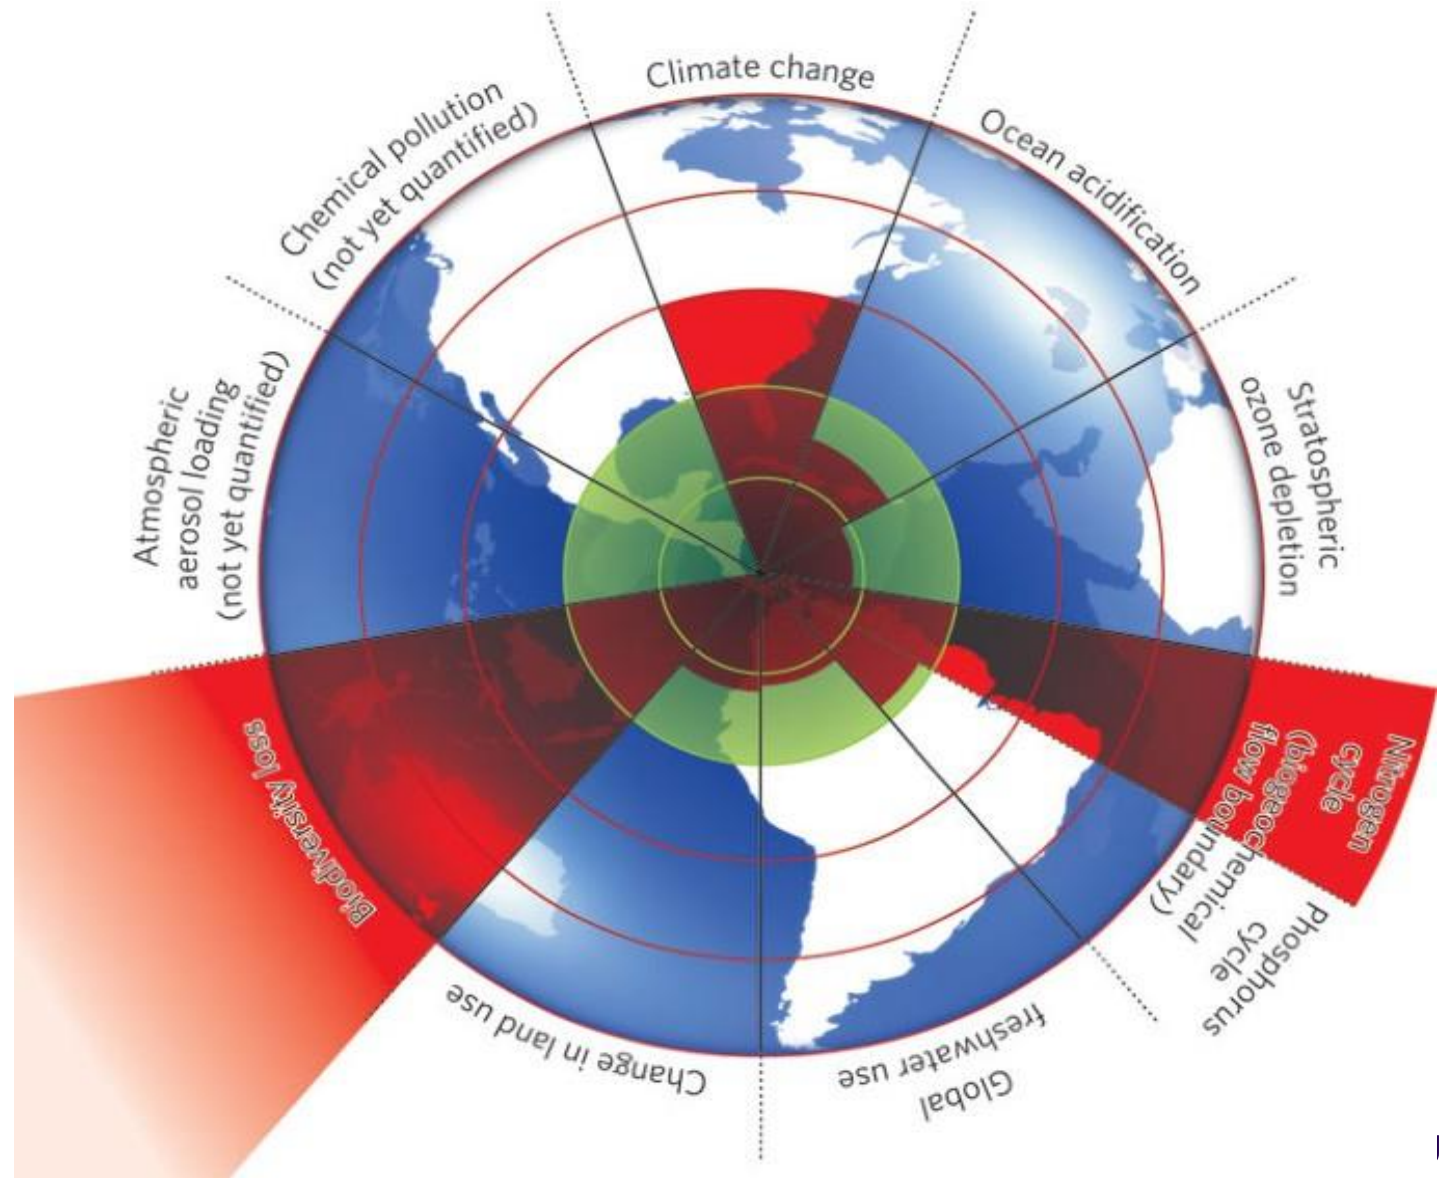 Climate change
Ocean acidification
Stratospheric
ozone depletion
Nitrogen
cycle
(biogeochemical
flow boundary)
Phosphorus
cycle
Global
freshwater use
Change in land use
Biodiversity loss
Atmospheric
aerosol loading
(not yet quantified)
Chemical pollution
(not yet quantified)